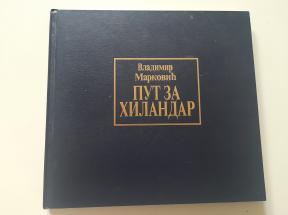 Владимир
Марковић
ПУТ ЗА
ХИЛАНДАР